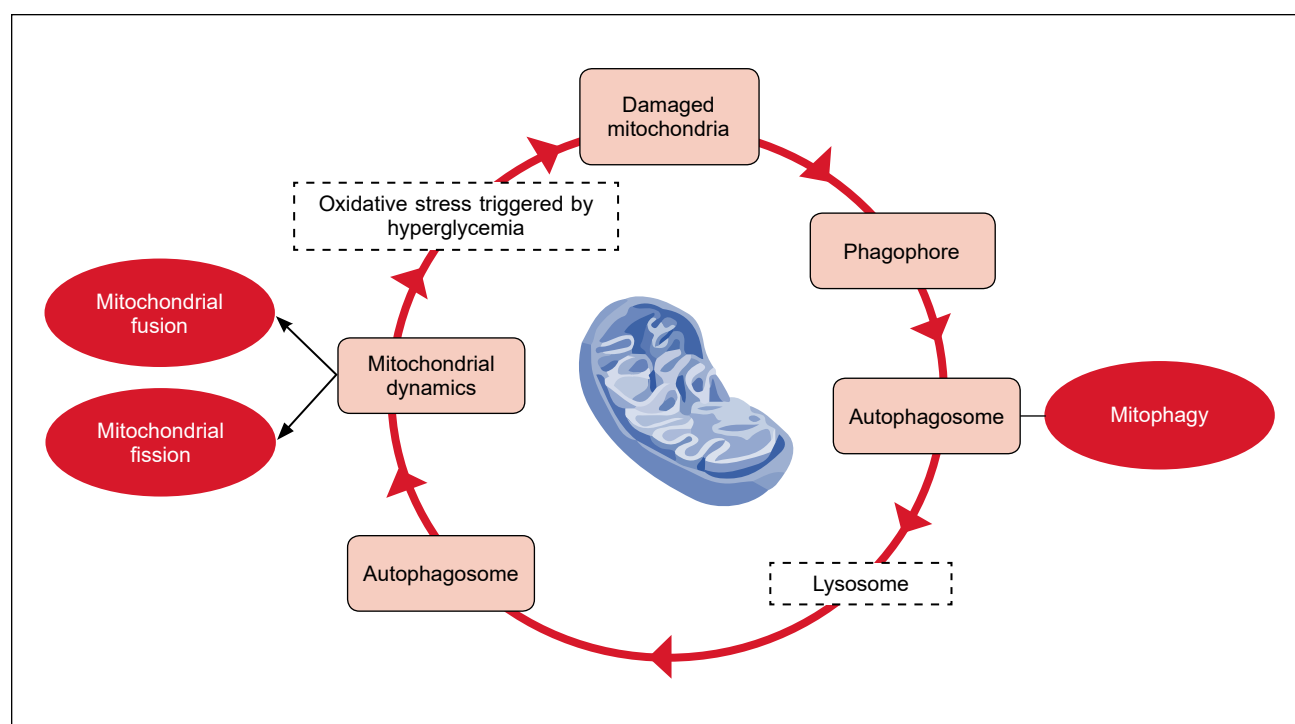 Damaged
mitochondria
Oxidative stress triggered by
hyperglycemia
Phagophore
Mitochondrial
fusion
Mitochondrial
dynamics
Mitochondrial
fission
Autophagosome
Mitophagy
Autophagosome
Lysosome